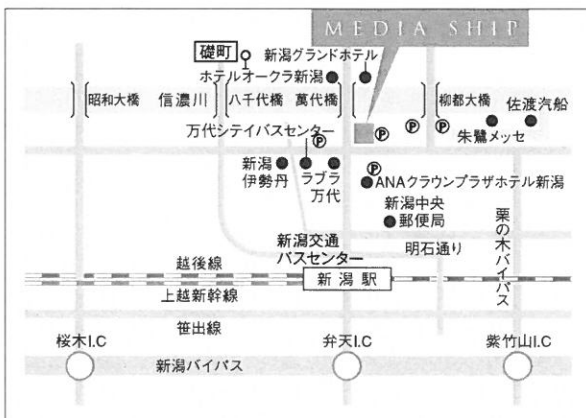 MEDIA SHIP
礎町
新潟グランドホテル
ホテルオークラ新潟
昭和大橋
信濃川
八千代橋
萬代橋
柳都大橋
佐渡汽船
万代シテイバスセンター
P
P
P
P
朱鷺メッセ
新潟
伊勢丹
ラブラ
万代
P
ANAクラウンプラザホテル新潟
新潟中央
郵便局
新潟交通
バスセンター
明石通り
栗の木バイパス
越後線
新潟駅
上越新幹線
笹出線
桜木I.C
弁天I.C
紫竹山I.C
新潟バイパス